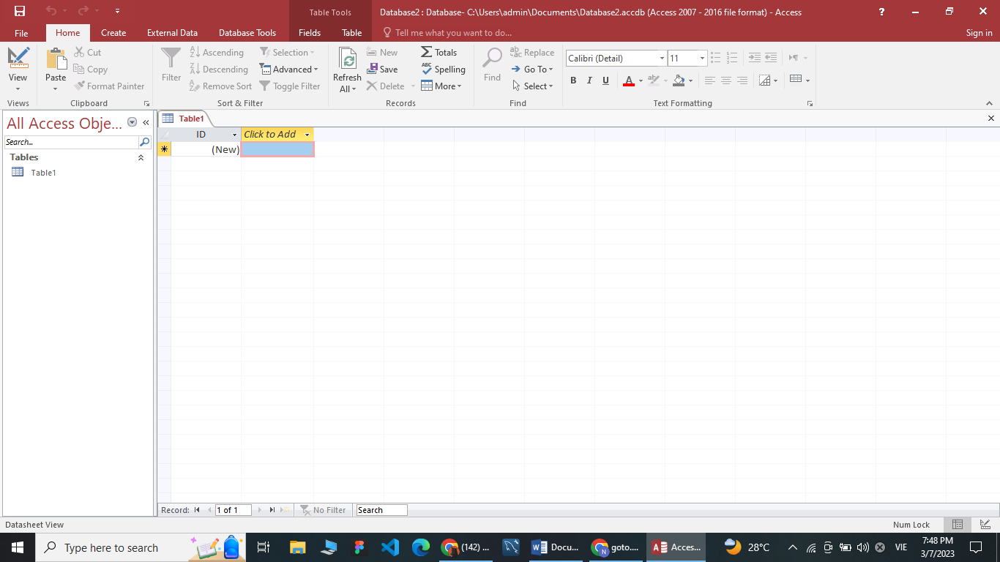 Table Tools
Database2 : Database- C:\Users\admin\Documents\Database2.accdb (Access 2007 - 2016 file format) - Access
?
File Home Create External Data Database Tools Fields Table Tell me what you want to do... Sign in
View
Views
Paste
Cut
Copy
Format Painter
Clipboard
Filter
Ascending
Descending
Remove Sort
Selection
Advanced
Toggle Filter
Sort & Filter
Refresh
All
New
Save
Delete
Totals
Spelling
More
Records
Find
Replace
Go To
Select
Find
Calibri (Detail) 11
B I U A ab
Text Formatting
All Access Obje...
Search...
Tables
Table1
Table1
ID Click to Add
(New)
Record: 1 of 1 No Filter Search
Datasheet View
Num Lock
Type here to search
(142) ...
Docu...
goto....
Acces...
28°C
VIE
7:48 PM
3/7/2023